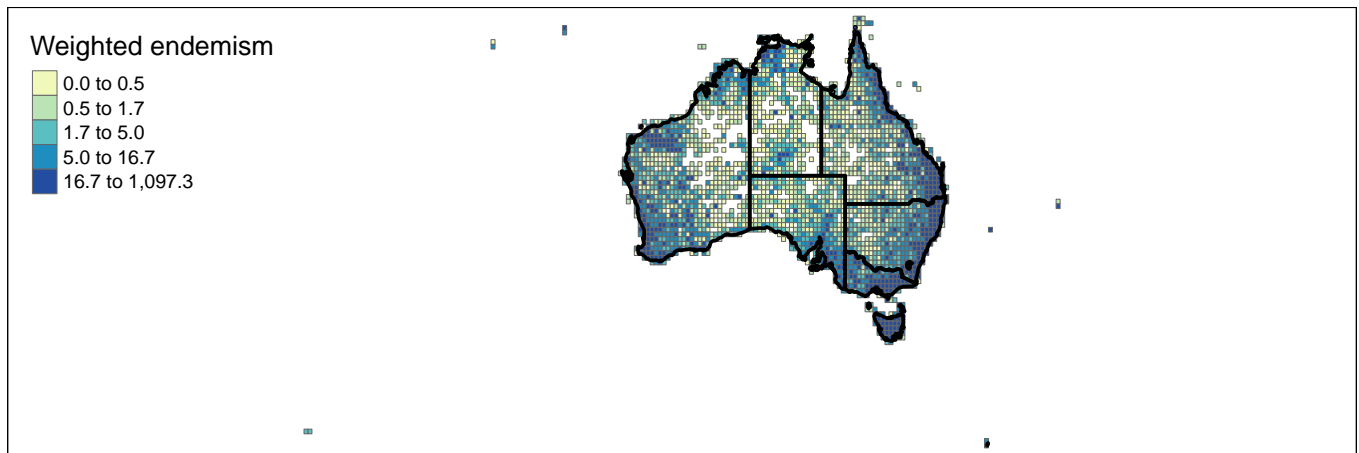 Weighted endemism
0.0 to 0.5
0.5 to 1.7
1.7 to 5.0
5.0 to 16.7
16.7 to 1,097.3